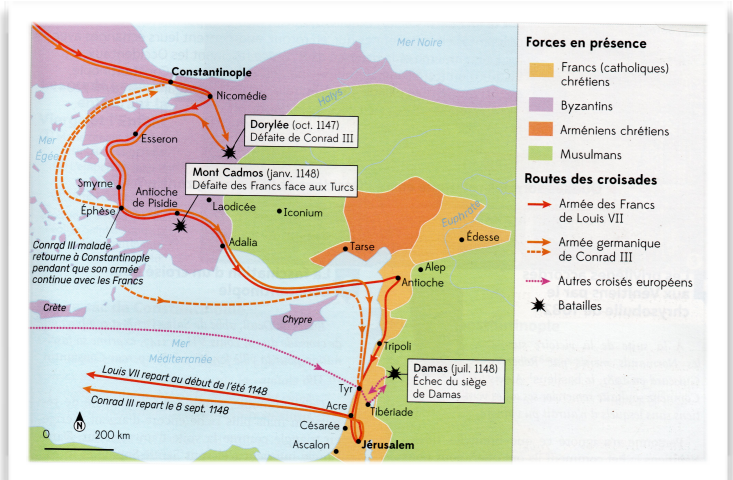 Mer Noire
Constantinople
Nicomédie
Halys
Dorylée (oct. 1147)
Défaite de Conrad III
Esseron
Mer
Égée
Mont Cadmos (janv. 1148)
Défaite des Francs face aux Turcs
Smyrne
Antioche
de Pisidie
Laodicée
Iconium
Éphèse
Euphrate
Édesse
Adalia
Tarse
Conrad III malade,
retourne à Constantinople
pendant que son armée
continue avec les Francs
Alep
Antioche
Crète
Chypre
Mer
Méditerranée
Tripoli
Louis VII repart au début de l'été 1148
Tyr
Damas (juil. 1148)
Échec du siège
de Damas
Conrad III repart le 8 sept. 1148
Acre
Tibériade
Césarée
N
0
200 km
Ascalon
Jérusalem
Forces en présence
Francs (catholiques)
chrétiens
Byzantins
Arméniens chrétiens
Musulmans
Routes des croisades
Armée des Francs
de Louis VII
Armée germanique
de Conrad III
Autres croisés européens
Batailles